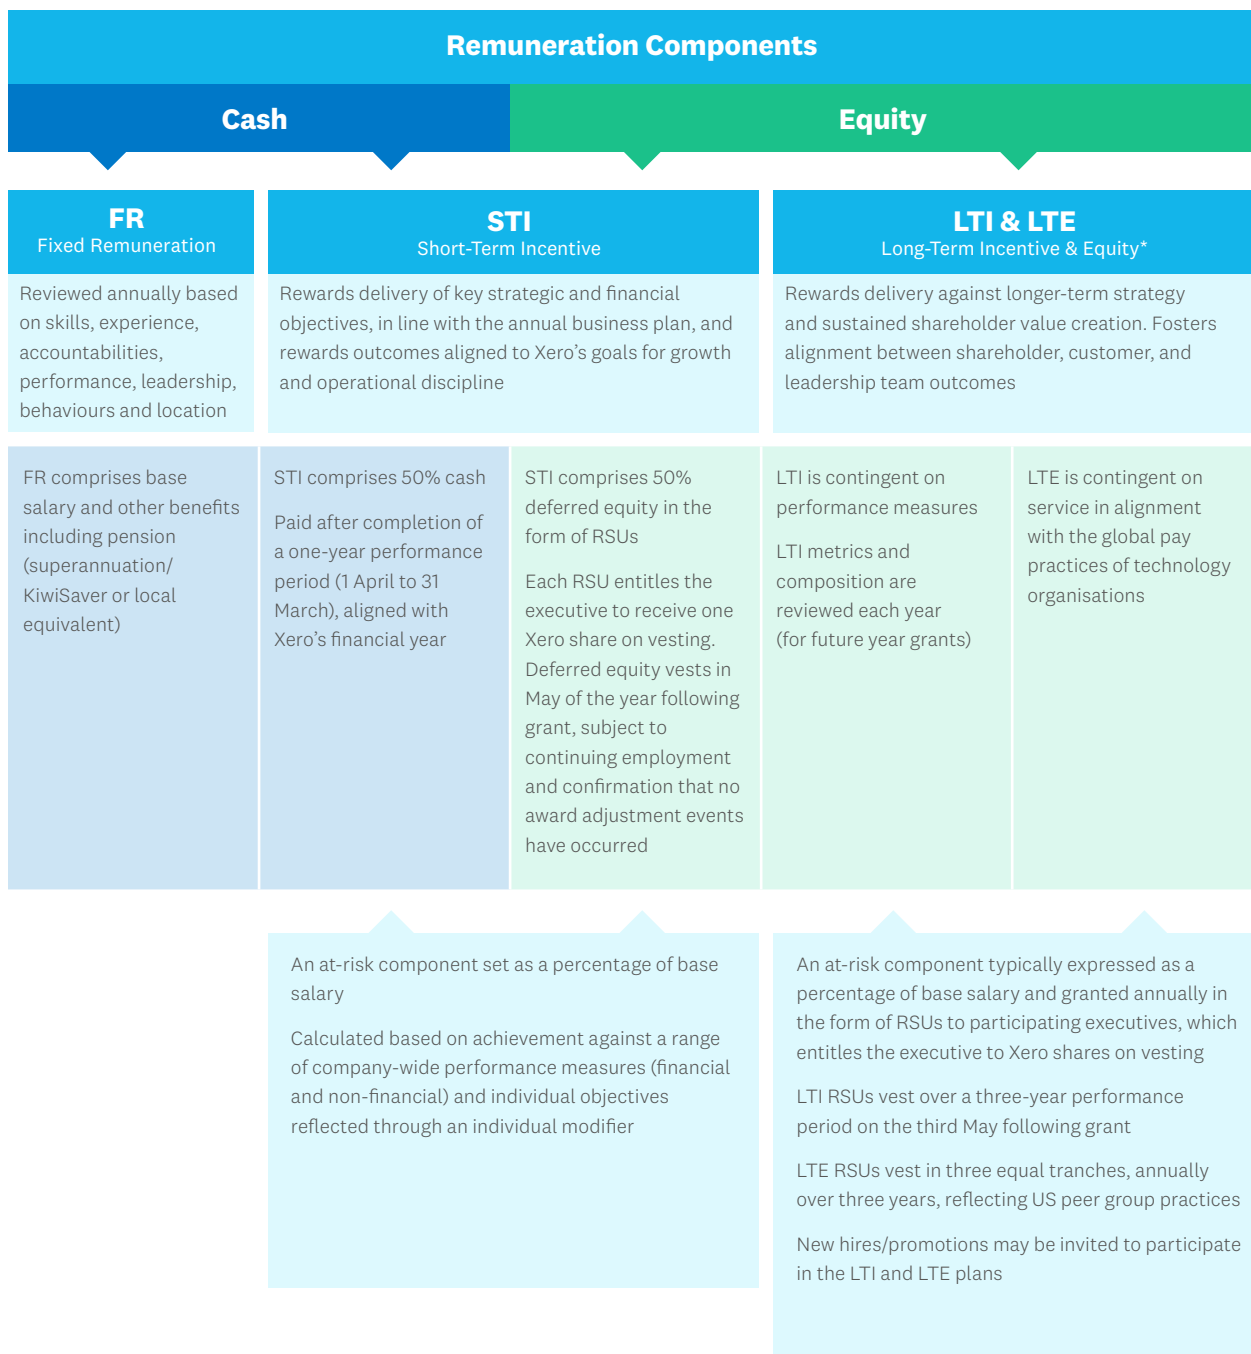 Remuneration Components
Cash
Equity
FR
Fixed Remuneration
STI
Short-Term Incentive
LTI & LTE
Long-Term Incentive & Equity*
Reviewed annually based
on skills, experience,
accountabilities,
performance, leadership,
behaviours and location
Rewards delivery of key strategic and financial
objectives, in line with the annual business plan, and
rewards outcomes aligned to Xero’s goals for growth
and operational discipline
Rewards delivery against longer-term strategy
and sustained shareholder value creation. Fosters
alignment between shareholder, customer, and
leadership team outcomes
FR comprises base
salary and other benefits
including pension
(superannuation/
KiwiSaver or local
equivalent)
STI comprises 50% cash
Paid after completion of
a one-year performance
period (1 April to 31
March), aligned with
Xero’s financial year
STI comprises 50%
deferred equity in the
form of RSUs
Each RSU entitles the
executive to receive one
Xero share on vesting.
Deferred equity vests in
May of the year following
grant, subject to
continuing employment
and confirmation that no
award adjustment events
have occurred
LTI is contingent on
performance measures
LTI metrics and
composition are
reviewed each year
(for future year grants)
LTE is contingent on
service in alignment
with the global pay
practices of technology
organisations
An at-risk component set as a percentage of base
salary
Calculated based on achievement against a range
of company-wide performance measures (financial
and non-financial) and individual objectives
reflected through an individual modifier
An at-risk component typically expressed as a
percentage of base salary and granted annually in
the form of RSUs to participating executives, which
entitles the executive to Xero shares on vesting
LTI RSUs vest over a three-year performance
period on the third May following grant
LTE RSUs vest in three equal tranches, annually
over three years, reflecting US peer group practices
New hires/promotions may be invited to participate
in the LTI and LTE plans